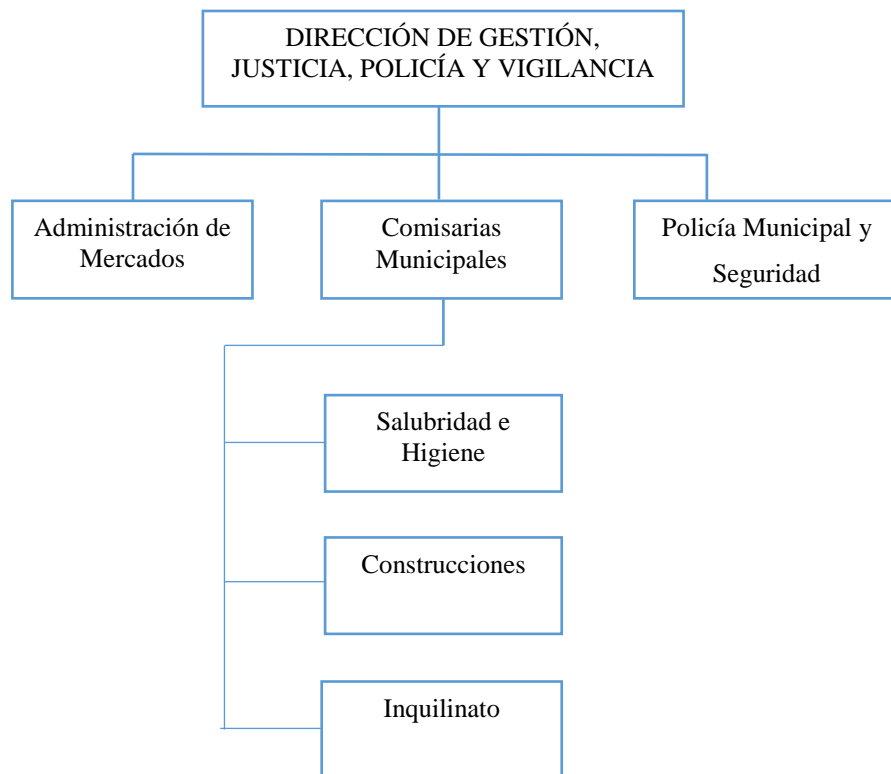 DIRECCIÓN DE GESTIÓN,
JUSTICIA, POLICÍA Y VIGILANCIA
Administración de
Mercados
Comisarias
Municipales
Policía Municipal y
Seguridad
Salubridad e
Higiene
Construcciones
Inquilinato